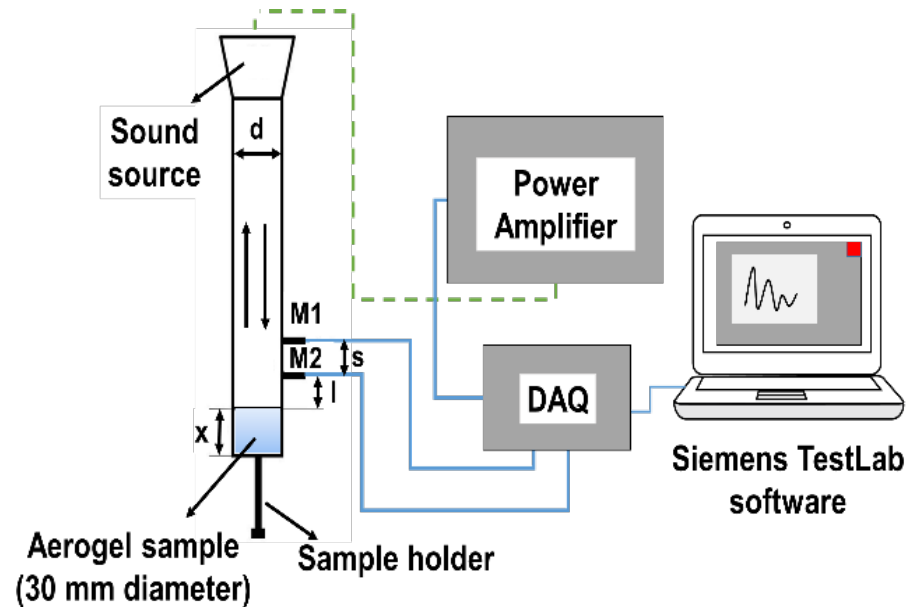 Sound
source
d
Power
Amplifier
M1
M2
s
l
DAQ
x
Siemens TestLab
software
Aerogel sample
(30 mm diameter)
Sample holder